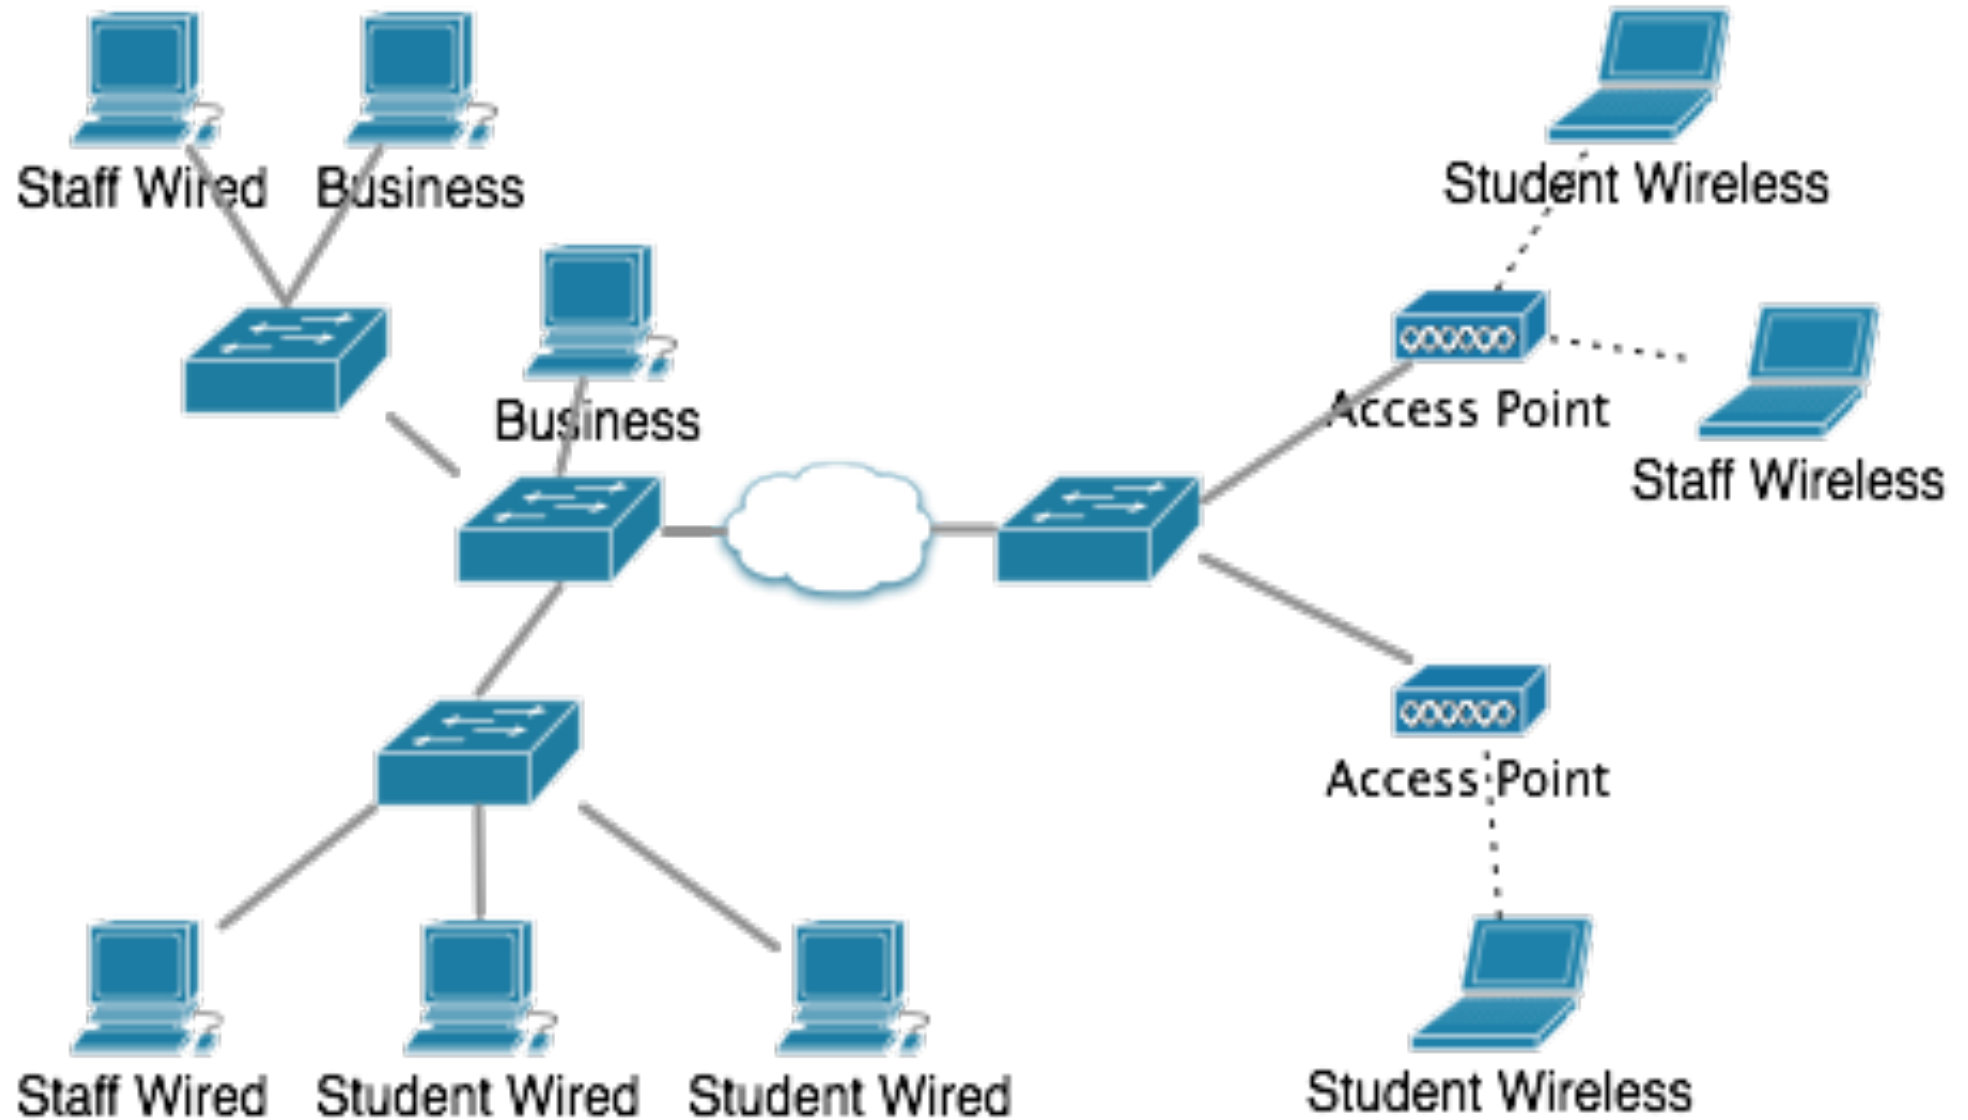 Staff Wired
Business
Student Wireless
Business
Access Point
Staff Wireless
Access Point
Staff Wired
Student Wired
Student Wired
Student Wireless